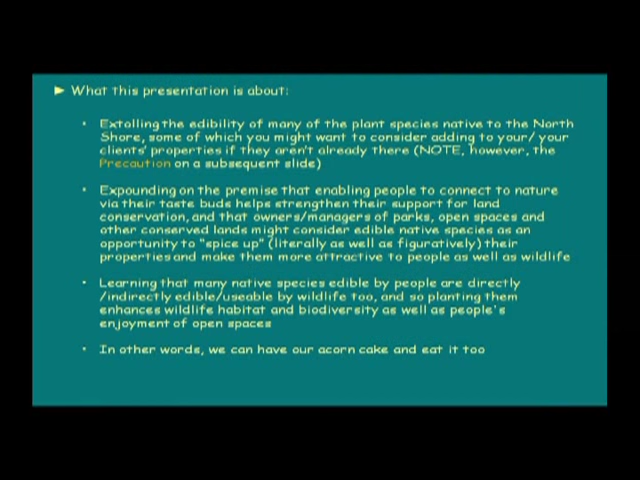 ► What this presentation is about:
• Extolling the edibility of many of the plant species native to the North
Shore, some of which you might want to consider adding to your/ your
clients' properties if they aren't already there (NOTE, however, the
Precaution on a subsequent slide)
• Expounding on the premise that enabling people to connect to nature
via their taste buds helps strengthen their support for land
conservation, and that owners/managers of parks, open spaces and
other conserved lands might consider edible native species as an
opportunity to "spice up" (literally as well as figuratively) their
properties and make them more attractive to people as well as wildlife
• Learning that many native species edible by people are directly
/indirectly edible/useable by wildlife too, and so planting them
enhances wildlife habitat and biodiversity as well as people's
enjoyment of open spaces
• In other words, we can have our acorn cake and eat it too